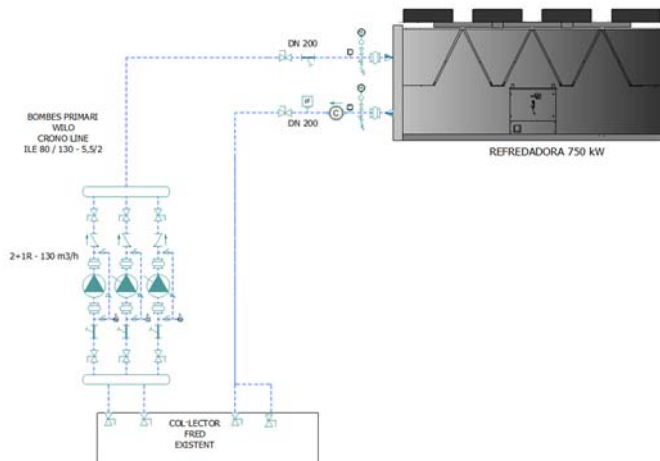 DN 200
DN 200
C
REFREDADORA 750 kW
BOMBES PRIMARI
WILO
CRONO LINE
ILE 80 / 130 - 5,5/2
2+1R - 130 m3/h
COL·LECTOR
FRED
EXISTENT